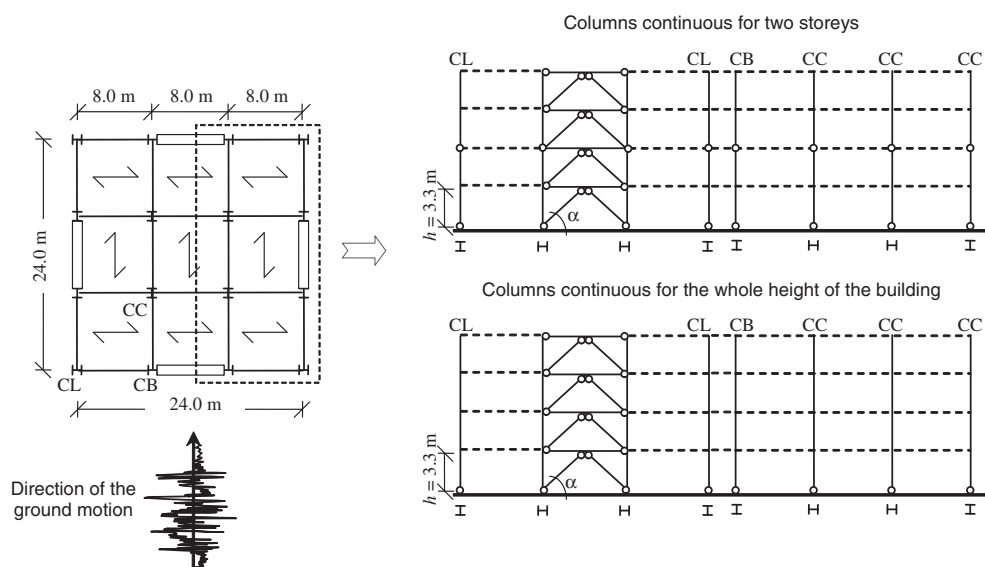 Columns continuous for two storeys
CL CL CB CC CC CC
8.0 m 8.0 m 8.0 m
24.0 m
CC
CL CB
24.0 m
Direction of the
ground motion
h = 3.3 m
α
Columns continuous for the whole height of the building
CL CL CB CC CC CC
h = 3.3 m
α